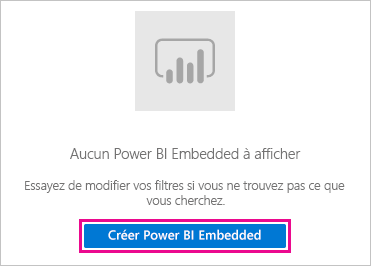 Aucun Power BI Embedded à afficher
Essayez de modifier vos filtres si vous ne trouvez pas ce que
vous cherchez.
Créer Power BI Embedded